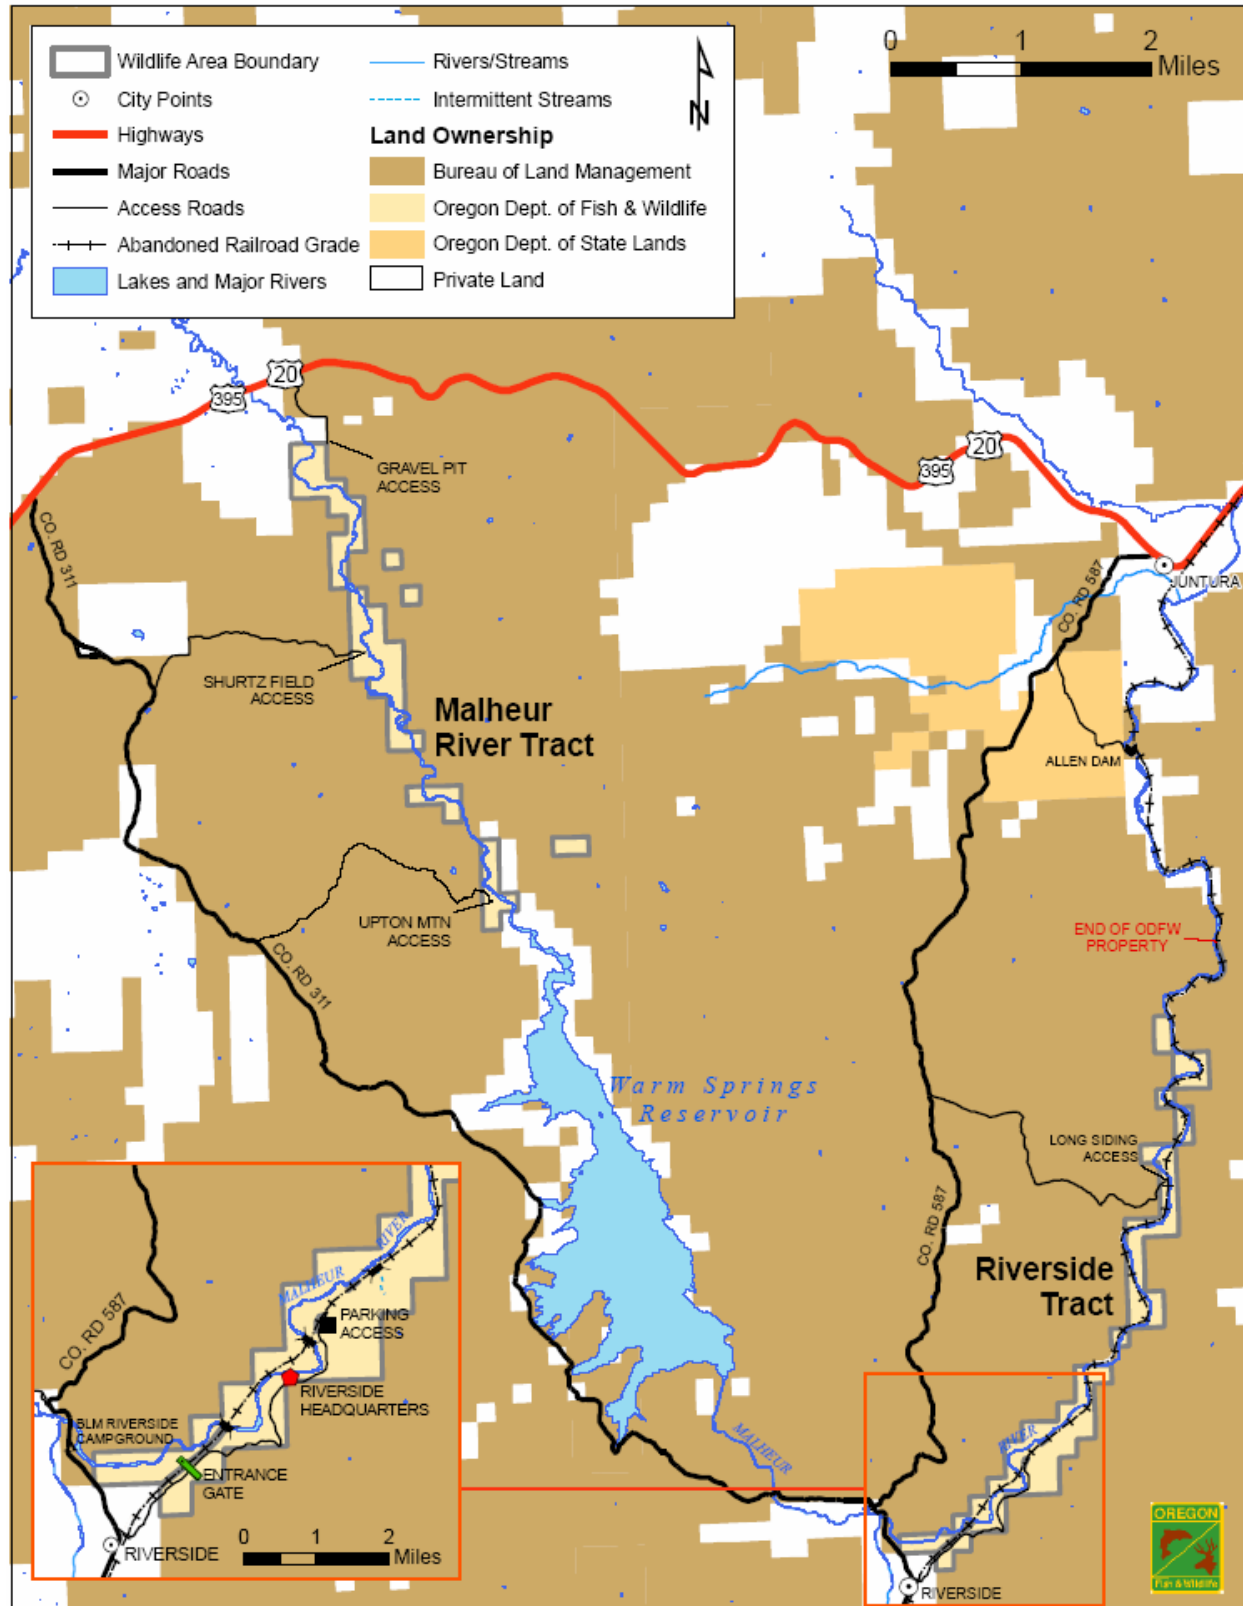 Wildlife Area Boundary
City Points
Highways
Major Roads
Access Roads
Abandoned Railroad Grade
Lakes and Major Rivers
Rivers/Streams
Intermittent Streams
Land Ownership
Bureau of Land Management
Oregon Dept. of Fish & Wildlife
Oregon Dept. of State Lands
Private Land
N
0 1 2
Miles
20
395
GRAVEL PIT
ACCESS
20
395
CO. RD 311
CO. RD 587
JUNTURA
SHURTZ FIELD
ACCESS
Malheur
River Tract
ALLEN DAM
UPTON MTN
ACCESS
END OF ODFW
PROPERTY
CO. RD 311
Warm Springs
Reservoir
LONG SIDING
ACCESS
CO. RD 587
Riverside
Tract
MALHEUR
RIVER
RIVERSIDE
MALHEUR RIVER
PARKING
ACCESS
CO. RD 587
RIVERSIDE
HEADQUARTERS
BLM RIVERSIDE
CAMPGROUND
ENTRANCE
GATE
RIVERSIDE
0 1 2
Miles
OREGON
Fish & Wildlife